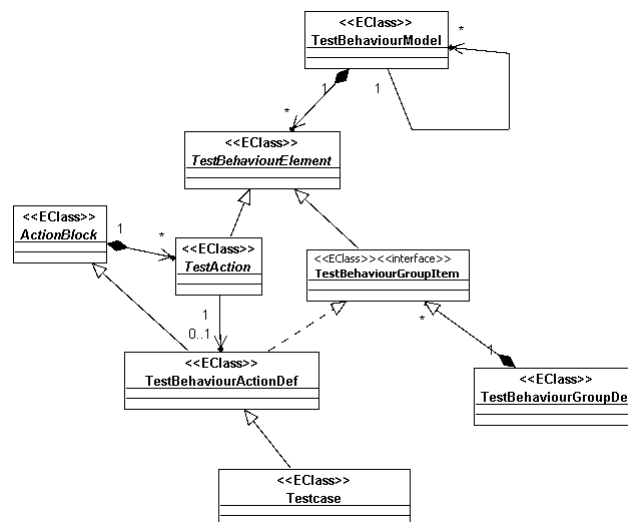 <<EClass>>
TestBehaviourModel
*
1
1
*
<<EClass>>
TestBehaviourElement
<<EClass>>
ActionBlock
1
*
<<EClass>>
TestAction
<<EClass>><<interface>>
TestBehaviourGroupItem
1
0..1
*
1
<<EClass>>
TestBehaviourActionDef
<<EClass>>
TestBehaviourGroupDe
<<EClass>>
Testcase